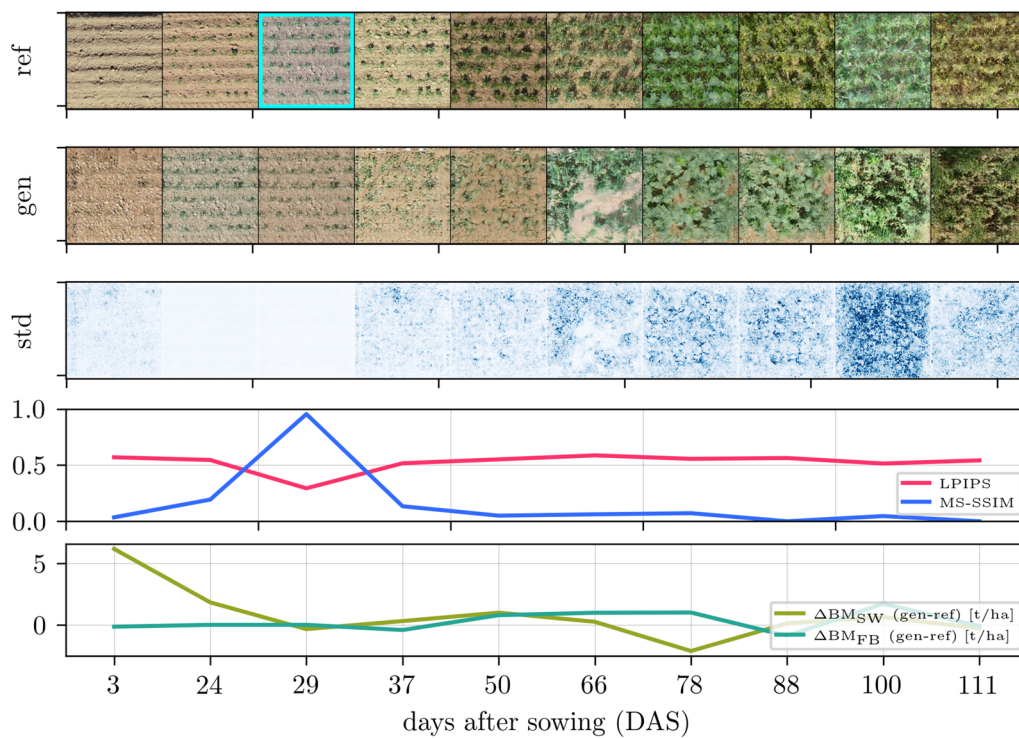 ref
gen
std
1.0
0.5
0.0
LPIPS
MS-SSIM
5
0
ΔBM_SW (gen-ref) [t/ha]
ΔBM_FB (gen-ref) [t/ha]
3 24 29 37 50 66 78 88 100 111
days after sowing (DAS)